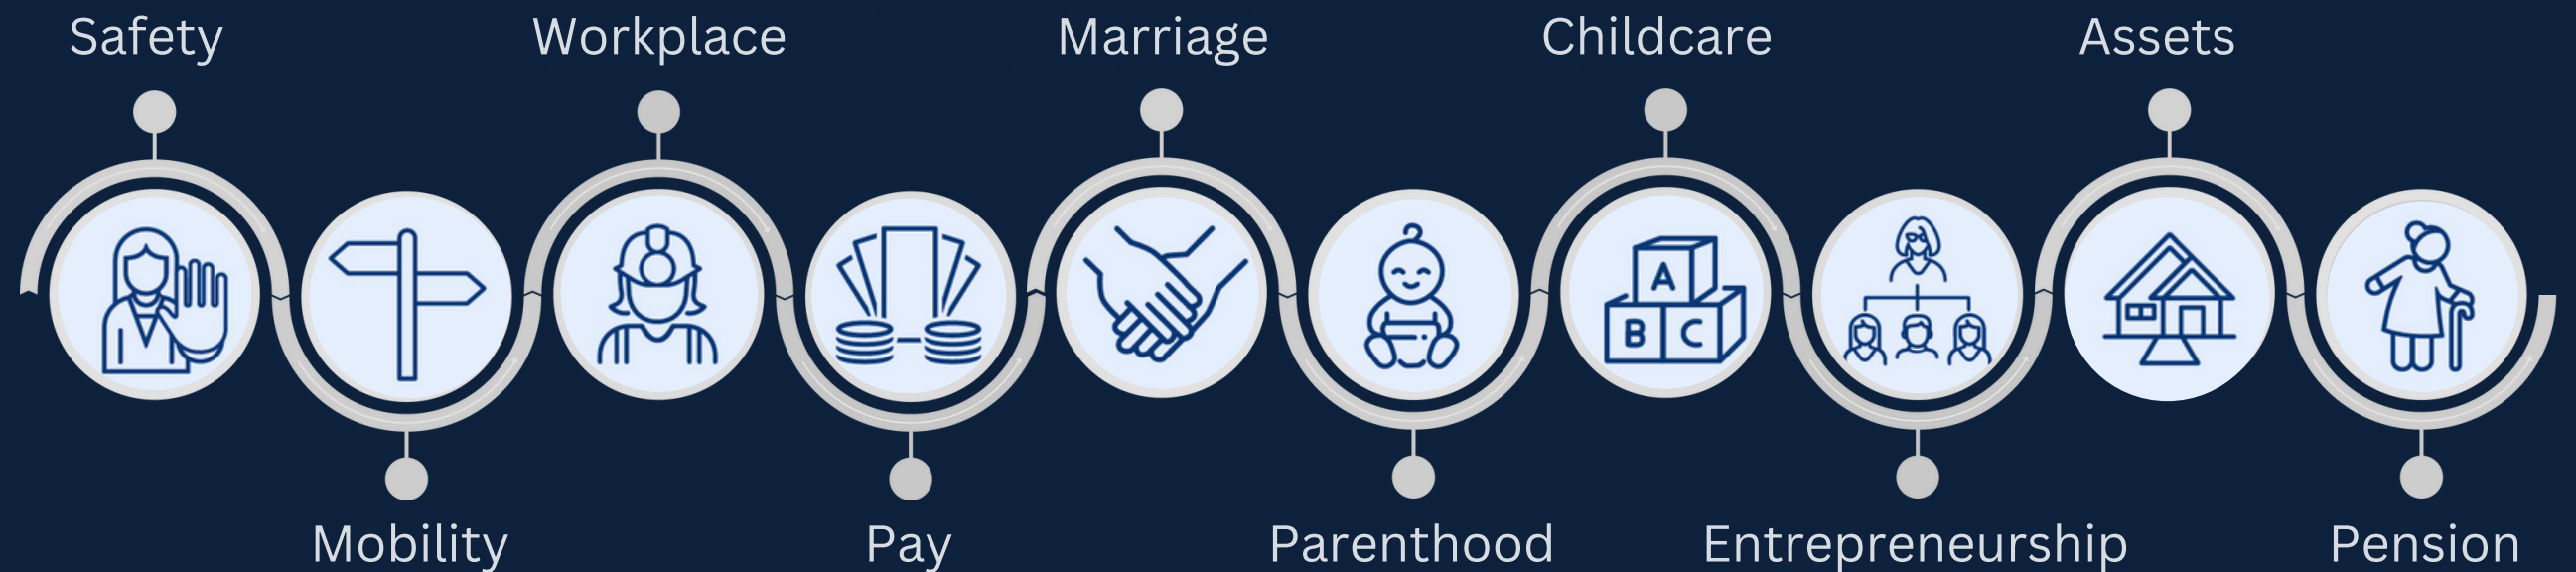 Safety
Workplace
Marriage
Childcare
Assets
A
B C
Mobility
Pay
Parenthood
Entrepreneurship
Pension